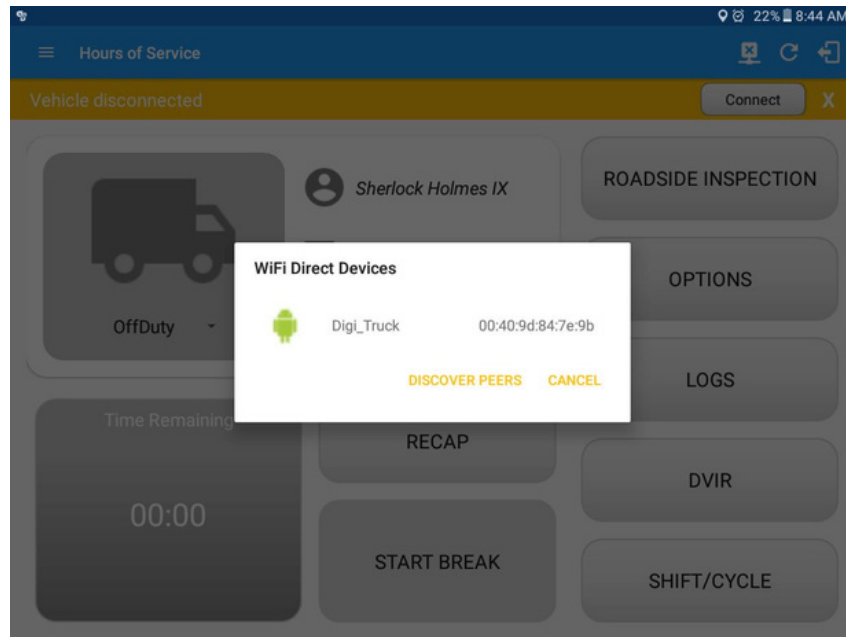 22% 8:44 AM
Hours of Service
Vehicle disconnected
Connect
X
Sherlock Holmes IX
ROADSIDE INSPECTION
WiFi Direct Devices
Digi_Truck
00:40:9d:84:7e:9b
DISCOVER PEERS
CANCEL
OffDuty
OPTIONS
LOGS
Time Remaining
00:00
RECAP
START BREAK
DVIR
SHIFT/CYCLE